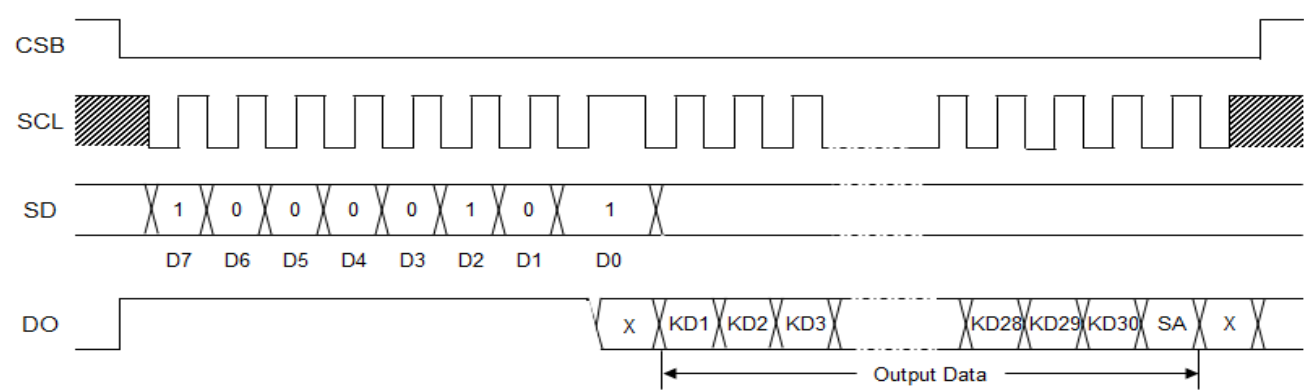 CSB
SCL
SD 1 0 0 0 0 1 0 1
D7 D6 D5 D4 D3 D2 D1 D0
DO X KD1 KD2 KD3 KD28 KD29 KD30 SA X
Output Data